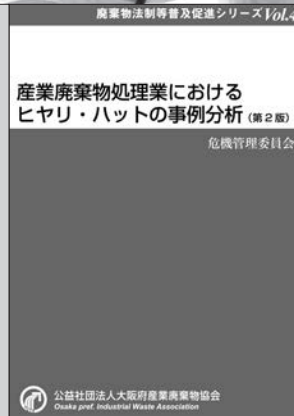 廃棄物法制等普及促進シリーズVol.4
産業廃棄物処理業における
ヒヤリ・ハットの事例分析（第2版）
危機管理委員会
公益社団法人大阪府産業廃棄物協会
Osaka pref. Industrial Waste Association